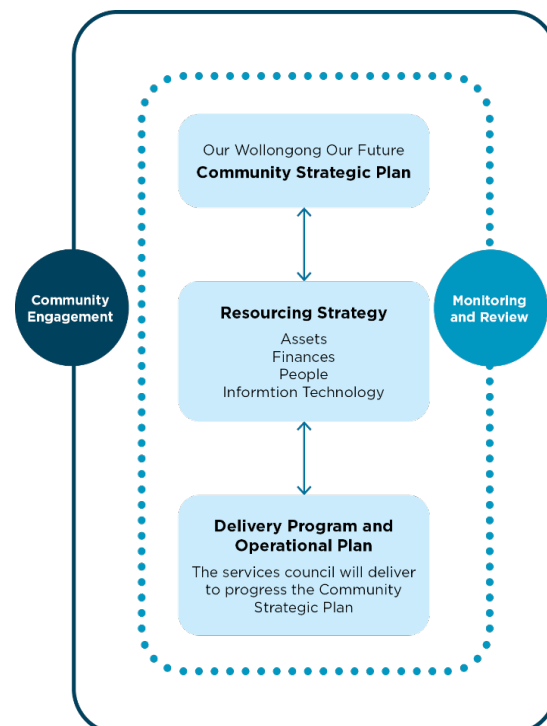 Our Wollongong Our Future
Community Strategic Plan
Community
Engagement
Monitoring
and Review
Resourcing Strategy
Assets
Finances
People
Informtion Technology
Delivery Program and
Operational Plan
The services council will deliver
to progress the Community
Strategic Plan